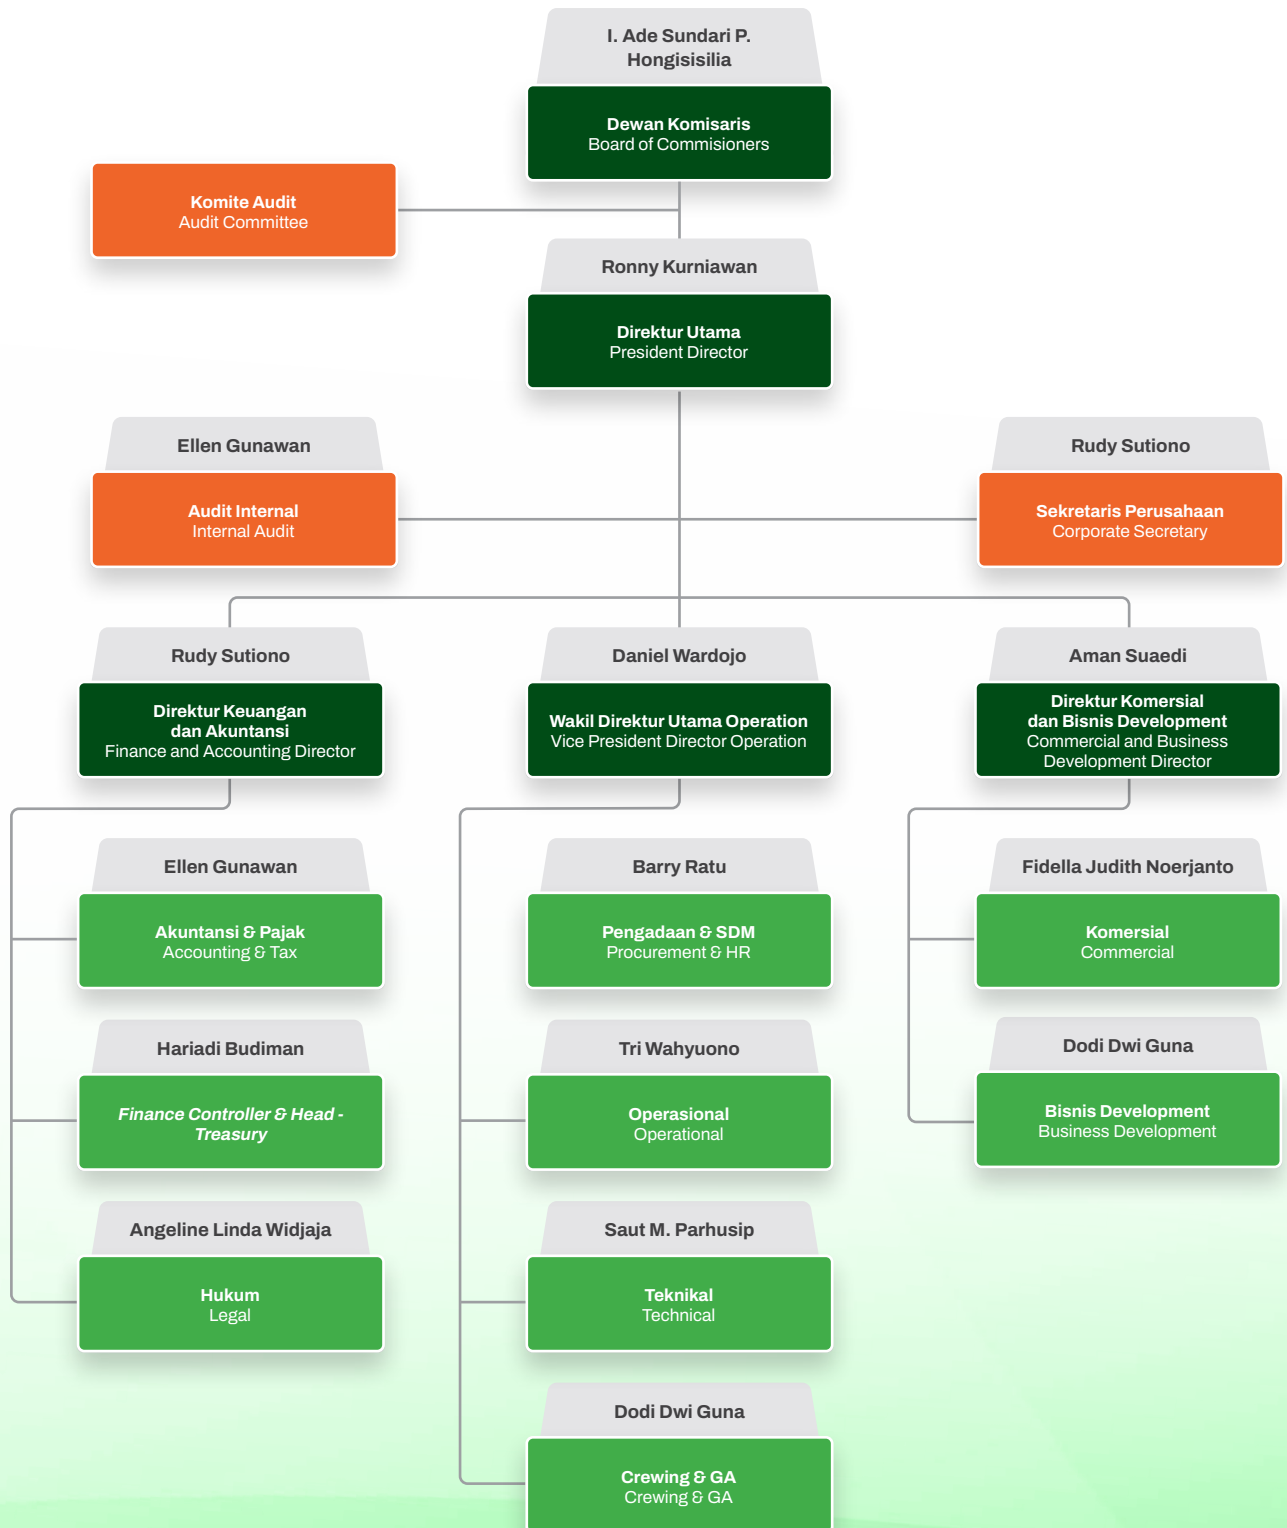 I. Ade Sundari P.
Hongisisilia
Dewan Komisaris
Board of Commisioners
Komite Audit
Audit Committee
Ronny Kurniawan
Direktur Utama
President Director
Ellen Gunawan
Audit Internal
Internal Audit
Rudy Sutiono
Sekretaris Perusahaan
Corporate Secretary
Rudy Sutiono
Direktur Keuangan
dan Akuntansi
Finance and Accounting Director
Daniel Wardojo
Wakil Direktur Utama Operation
Vice President Director Operation
Aman Suaedi
Direktur Komersial
dan Bisnis Development
Commercial and Business
Development Director
Ellen Gunawan
Akuntansi & Pajak
Accounting & Tax
Hariadi Budiman
Finance Controller & Head -
Treasury
Angeline Linda Widjaja
Hukum
Legal
Barry Ratu
Pengadaan & SDM
Procurement & HR
Tri Wahyuono
Operasional
Operational
Saut M. Parhusip
Teknikal
Technical
Dodi Dwi Guna
Crewing & GA
Crewing & GA
Fidella Judith Noerjanto
Komersial
Commercial
Dodi Dwi Guna
Bisnis Development
Business Development